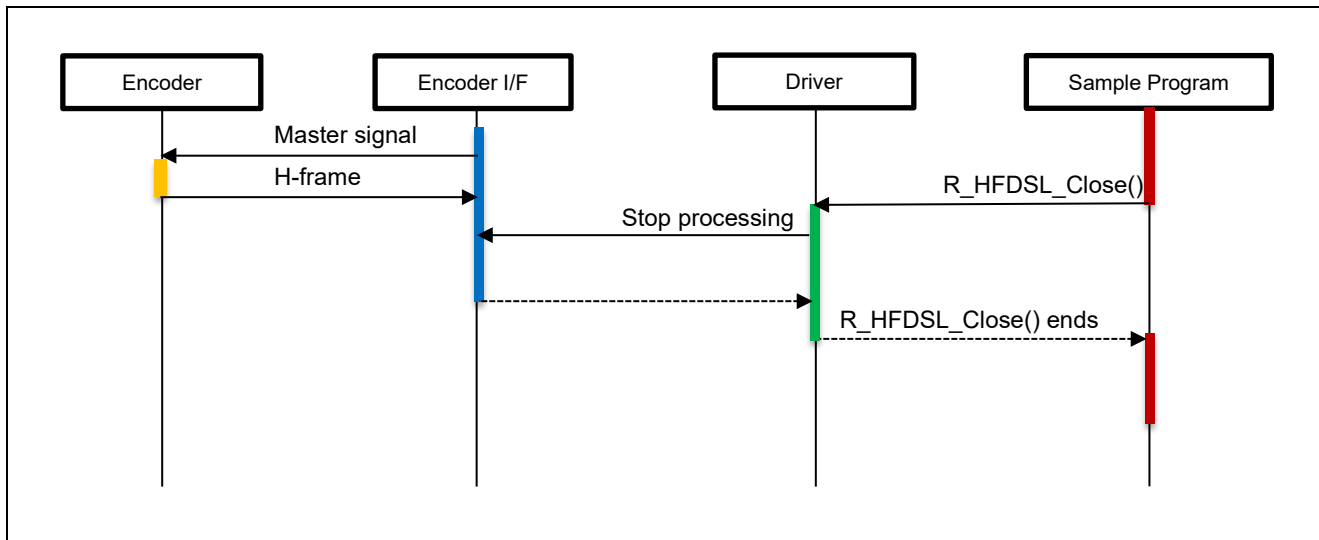 Encoder
Encoder I/F
Driver
Sample Program
Master signal
H-frame
R_HFDSL_Close()
Stop processing
R_HFDSL_Close() ends